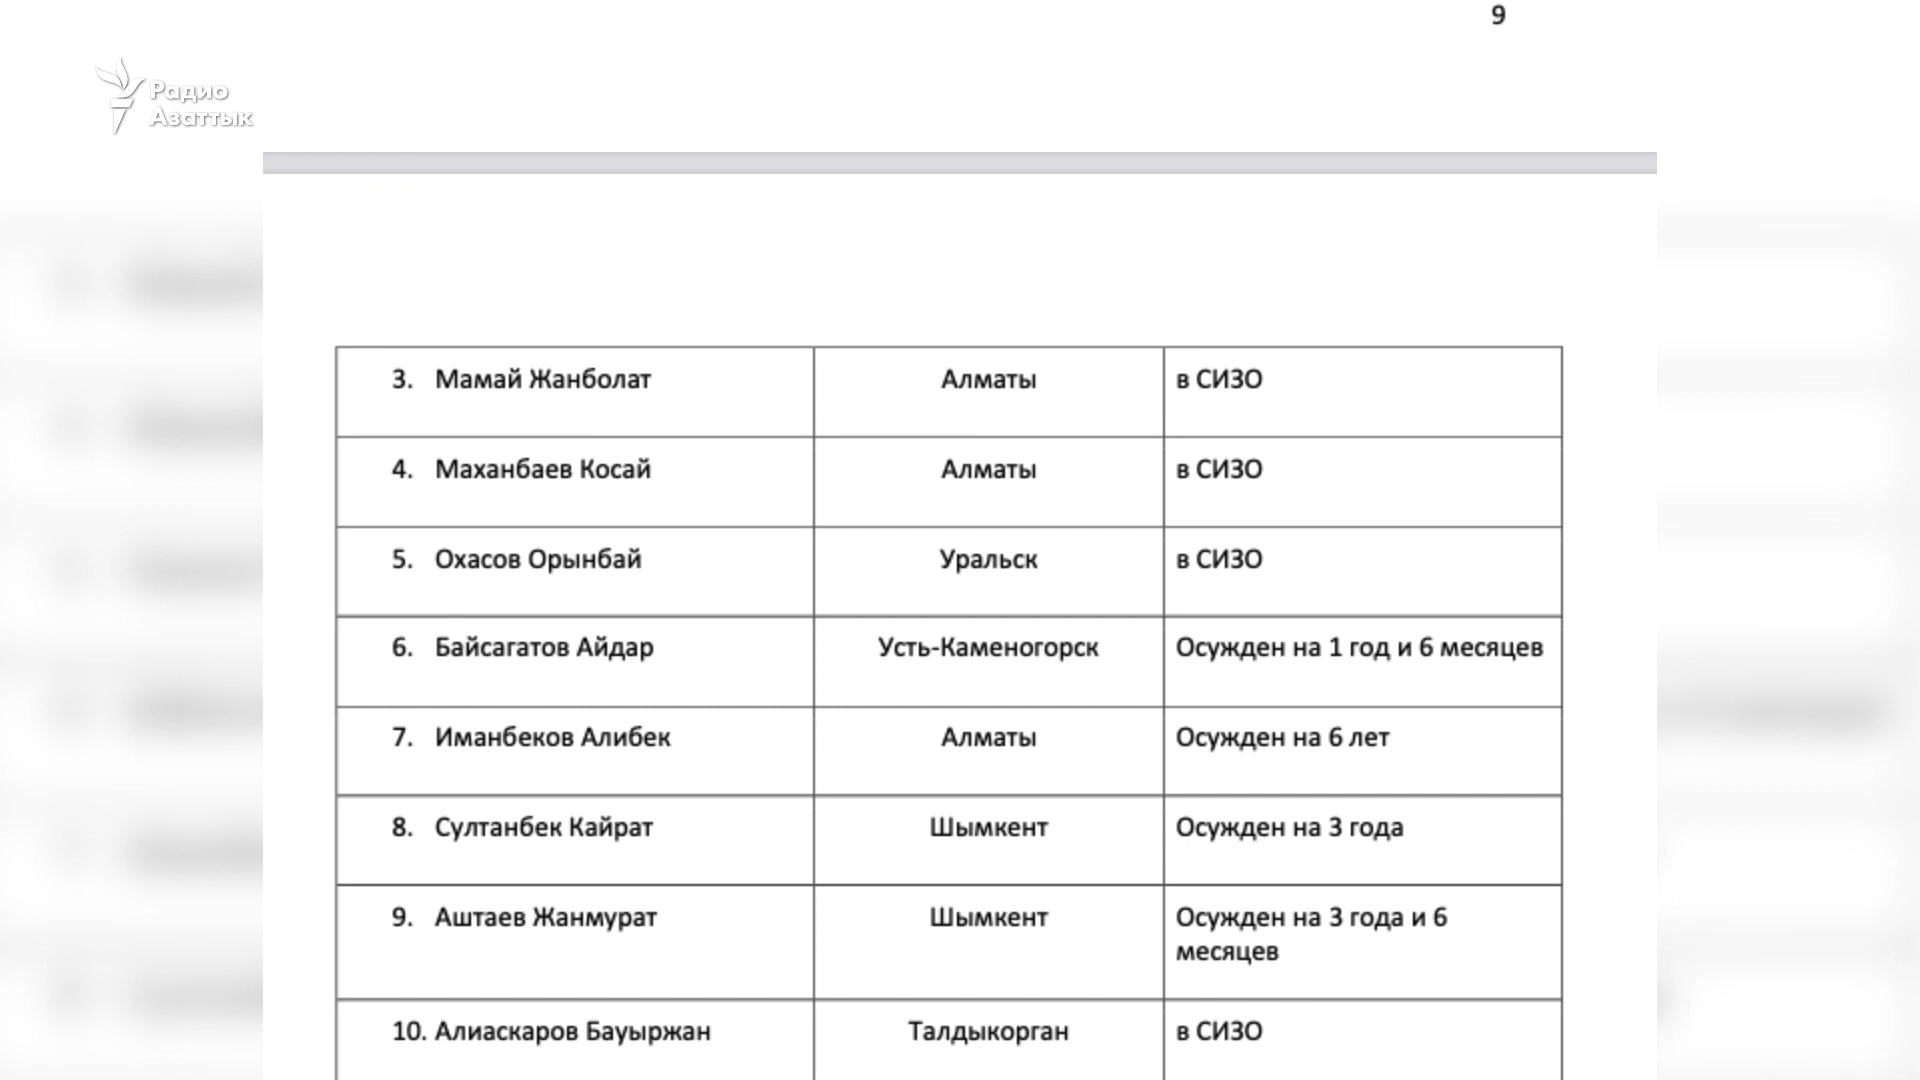 9
Радио
Азаттык
3. Мамай Жанболат Алматы в СИЗО
4. Маханбаев Косай Алматы в СИЗО
5. Охасов Орынбай Уральск в СИЗО
6. Байсагатов Айдар Усть-Каменогорск Осужден на 1 год и 6 месяцев
7. Иманбеков Алибек Алматы Осужден на 6 лет
8. Султанбек Кайрат Шымкент Осужден на 3 года
9. Аштаев Жанмурат Шымкент Осужден на 3 года и 6
месяцев
10. Алиаскаров Бауыржан Талдыкорган в СИЗО